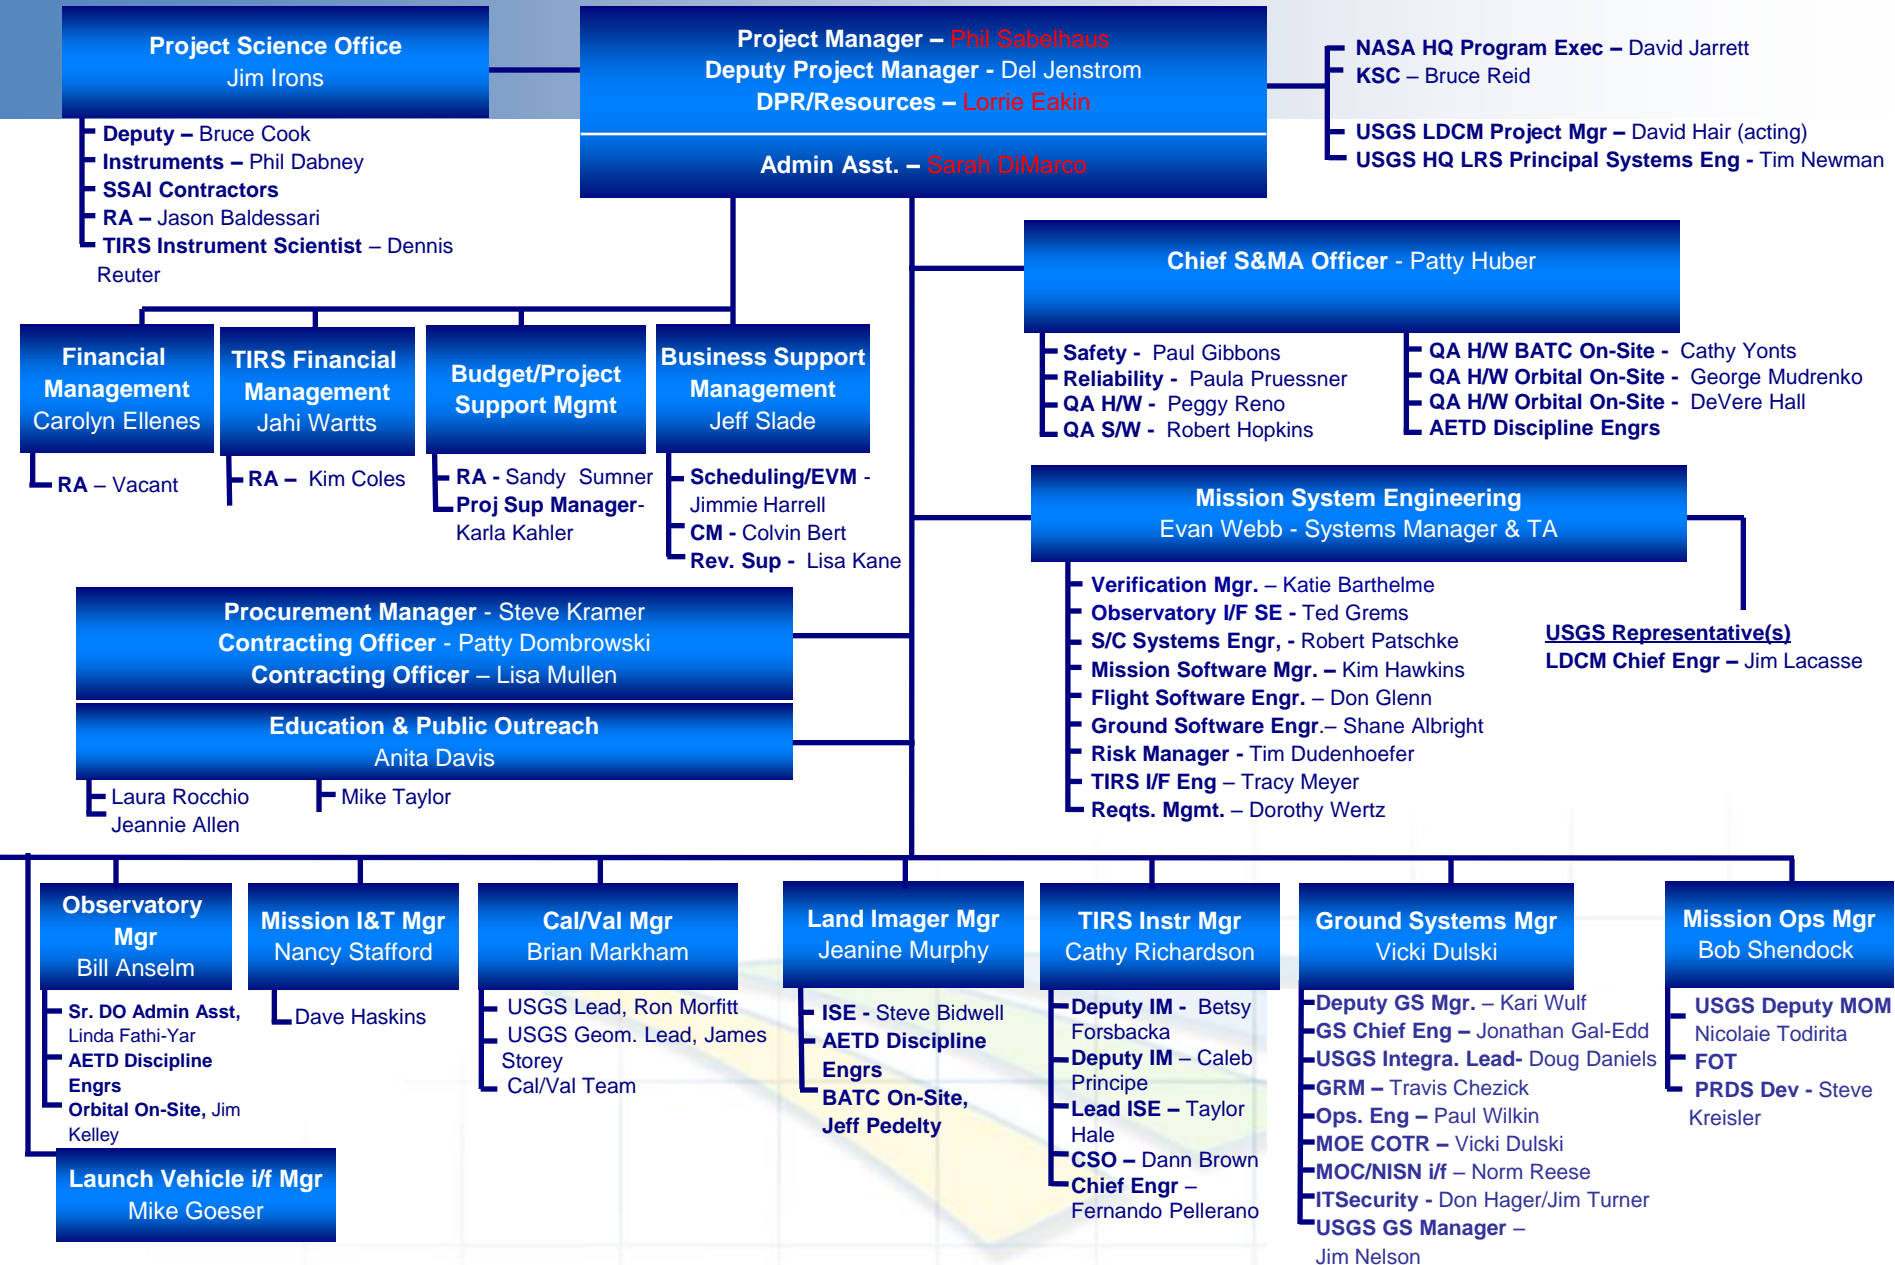 Project Science Office
Jim Irons
Deputy – Bruce Cook
Instruments – Phil Dabney
SSAI Contractors
RA – Jason Baldessari
TIRS Instrument Scientist – Dennis
Reuter
Project Manager – Phil Sabelhaus
Deputy Project Manager - Del Jenstrom
DPR/Resources – Lorrie Eakin
Admin Asst. – Sarah DiMarco
NASA HQ Program Exec – David Jarrett
KSC – Bruce Reid
USGS LDCM Project Mgr – David Hair (acting)
USGS HQ LRS Principal Systems Eng - Tim Newman
Chief S&MA Officer - Patty Huber
Safety - Paul Gibbons
Reliability - Paula Pruessner
QA H/W - Peggy Reno
QA S/W - Robert Hopkins
QA H/W BATC On-Site - Cathy Yonts
QA H/W Orbital On-Site - George Mudrenko
QA H/W Orbital On-Site - DeVere Hall
AETD Discipline Engrs
Financial
Management
Carolyn Ellenes
RA – Vacant
TIRS Financial
Management
Jahi Wartts
RA – Kim Coles
Budget/Project
Support Mgmt
RA - Sandy Sumner
Proj Sup Manager-
Karla Kahler
Business Support
Management
Jeff Slade
Scheduling/EVM -
Jimmie Harrell
CM - Colvin Bert
Rev. Sup - Lisa Kane
Mission System Engineering
Evan Webb - Systems Manager & TA
Verification Mgr. – Katie Barthelme
Observatory I/F SE - Ted Grems
S/C Systems Engr, - Robert Patschke
Mission Software Mgr. – Kim Hawkins
Flight Software Engr. – Don Glenn
Ground Software Engr.– Shane Albright
Risk Manager - Tim Dudenhoefer
TIRS I/F Eng – Tracy Meyer
Reqts. Mgmt. – Dorothy Wertz
USGS Representative(s)
LDCM Chief Engr – Jim Lacasse
Procurement Manager - Steve Kramer
Contracting Officer - Patty Dombrowski
Contracting Officer – Lisa Mullen
Education & Public Outreach
Anita Davis
Laura Rocchio
Jeannie Allen
Mike Taylor
Observatory
Mgr
Bill Anselm
Sr. DO Admin Asst,
Linda Fathi-Yar
AETD Discipline
Engrs
Orbital On-Site, Jim
Kelley
Launch Vehicle i/f Mgr
Mike Goeser
Mission I&T Mgr
Nancy Stafford
Dave Haskins
Cal/Val Mgr
Brian Markham
USGS Lead, Ron Morfitt
USGS Geom. Lead, James
Storey
Cal/Val Team
Land Imager Mgr
Jeanine Murphy
ISE - Steve Bidwell
AETD Discipline
Engrs
BATC On-Site,
Jeff Pedelty
TIRS Instr Mgr
Cathy Richardson
Deputy IM - Betsy
Forsbacka
Deputy IM – Caleb
Principe
Lead ISE – Taylor
Hale
CSO – Dann Brown
Chief Engr –
Fernando Pellerano
Ground Systems Mgr
Vicki Dulski
Deputy GS Mgr. – Kari Wulf
GS Chief Eng – Jonathan Gal-Edd
USGS Integra. Lead- Doug Daniels
GRM – Travis Chezick
Ops. Eng – Paul Wilkin
MOE COTR – Vicki Dulski
MOC/NISN i/f – Norm Reese
ITSecurity - Don Hager/Jim Turner
USGS GS Manager –
Jim Nelson
Mission Ops Mgr
Bob Shendock
USGS Deputy MOM
Nicolaie Todirita
FOT
PRDS Dev - Steve
Kreisler